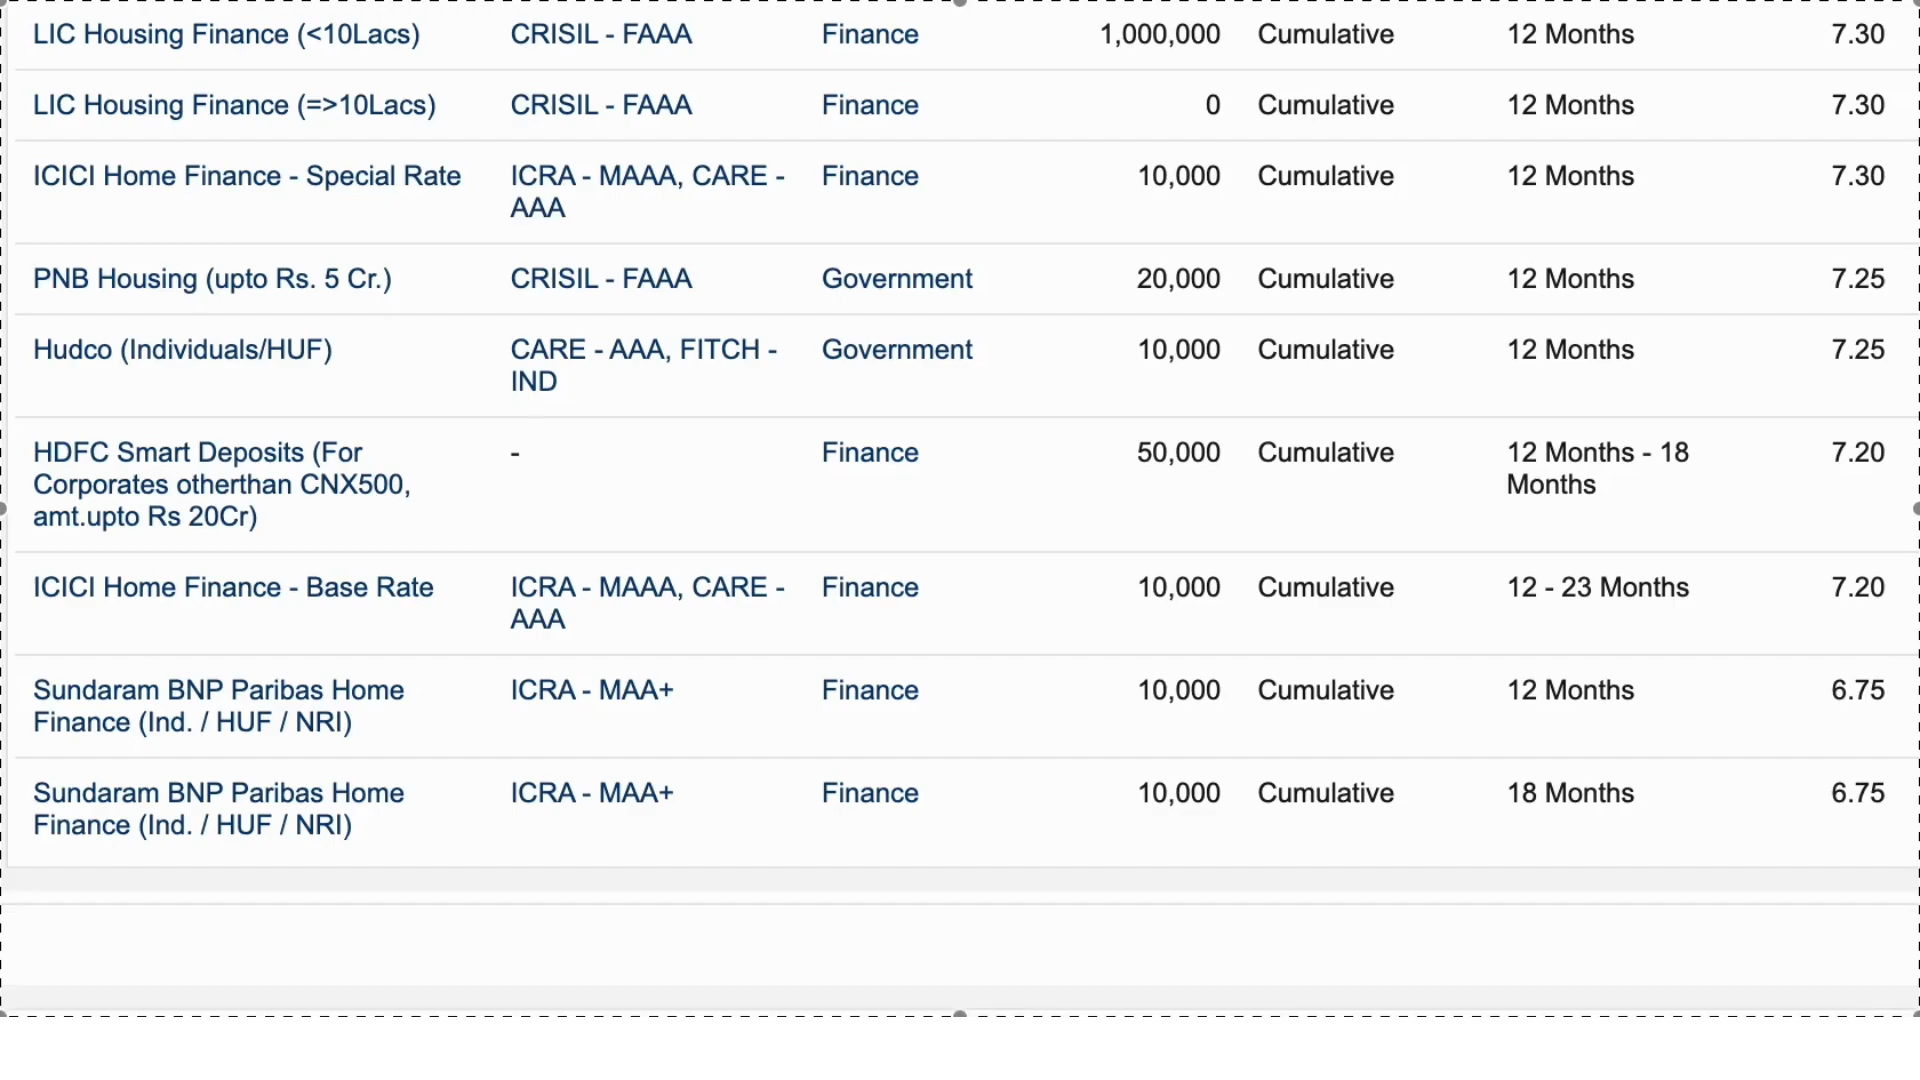 LIC Housing Finance (<10Lacs) CRISIL - FAAA Finance 1,000,000 Cumulative 12 Months 7.30
LIC Housing Finance (=>10Lacs) CRISIL - FAAA Finance 0 Cumulative 12 Months 7.30
ICICI Home Finance - Special Rate ICRA - MAAA, CARE - Finance 10,000 Cumulative 12 Months 7.30
AAA
PNB Housing (upto Rs. 5 Cr.) CRISIL - FAAA Government 20,000 Cumulative 12 Months 7.25
Hudco (Individuals/HUF) CARE - AAA, FITCH - Government 10,000 Cumulative 12 Months 7.25
IND
HDFC Smart Deposits (For - Finance 50,000 Cumulative 12 Months - 18 7.20
Corporates otherthan CNX500, Months
amt.upto Rs 20Cr)
ICICI Home Finance - Base Rate ICRA - MAAA, CARE - Finance 10,000 Cumulative 12 - 23 Months 7.20
AAA
Sundaram BNP Paribas Home ICRA - MAA+ Finance 10,000 Cumulative 12 Months 6.75
Finance (Ind. / HUF / NRI)
Sundaram BNP Paribas Home ICRA - MAA+ Finance 10,000 Cumulative 18 Months 6.75
Finance (Ind. / HUF / NRI)